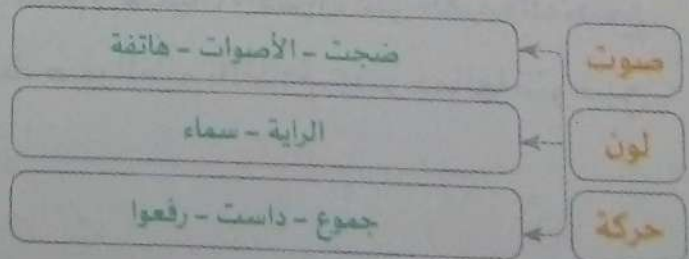 صوت
ضجت - الأصوات - هاتفة
لون
الراية - سماء
حركة
جموع - داست - رفعوا